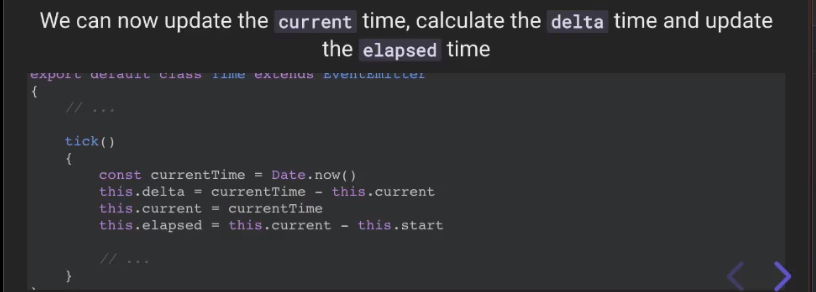 We can now update the current time, calculate the delta time and update
the elapsed time
export default class Time extends EventEmitter
{
// ...
tick()
{
const currentTime = Date.now()
this.delta = currentTime - this.current
this.current = currentTime
this.elapsed = this.current - this.start
// ...
}